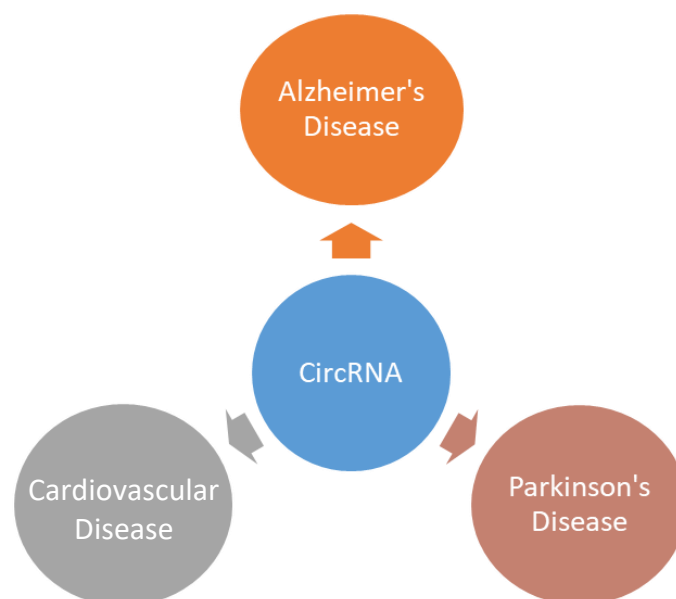 Alzheimer's
Disease
CircRNA
Cardiovascular
Disease
Parkinson's
Disease